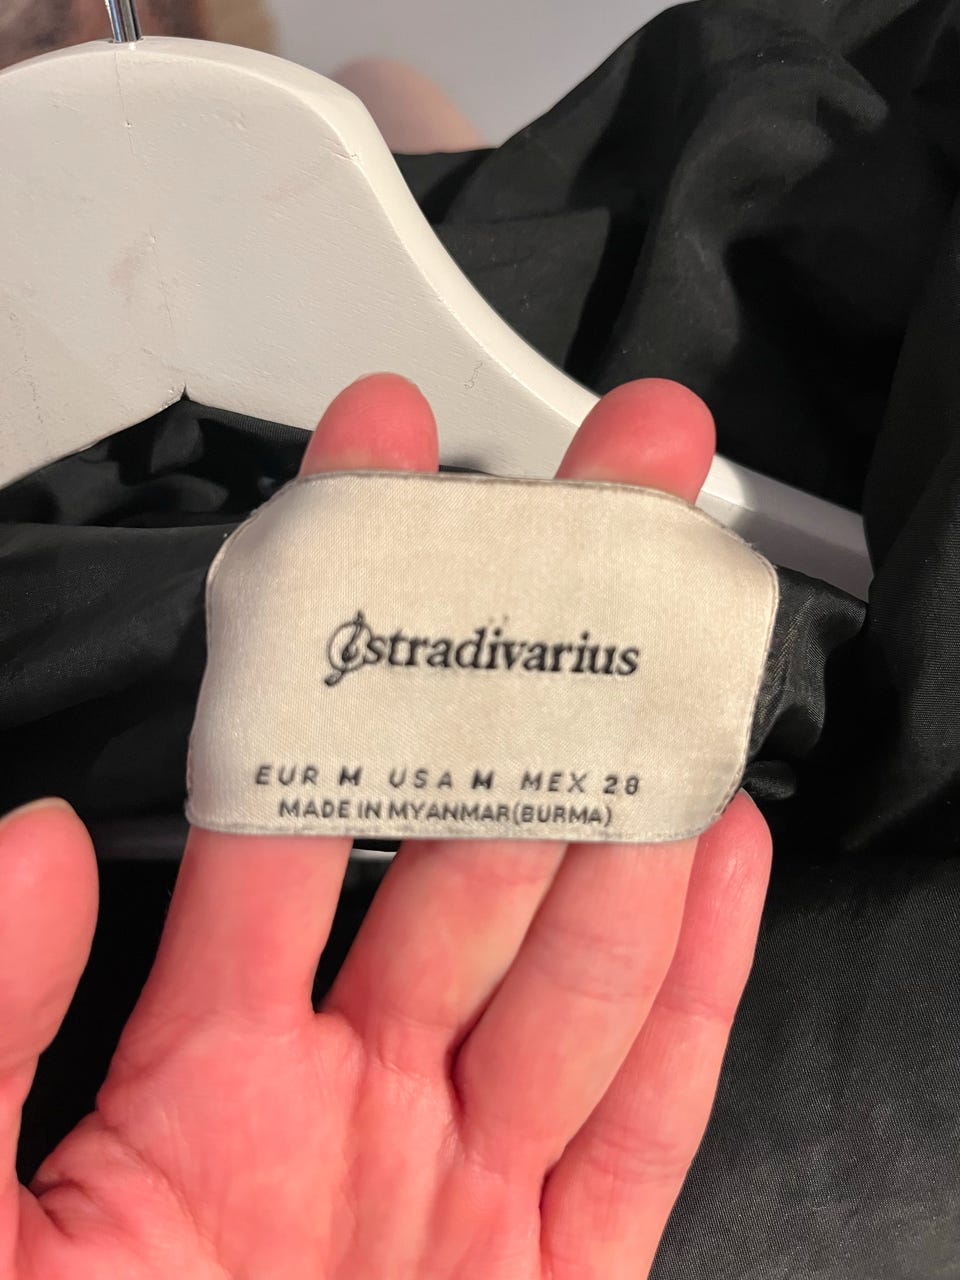 stradivarius
EUR M USA M MEX 28
MADE IN MYANMAR(BURMA)